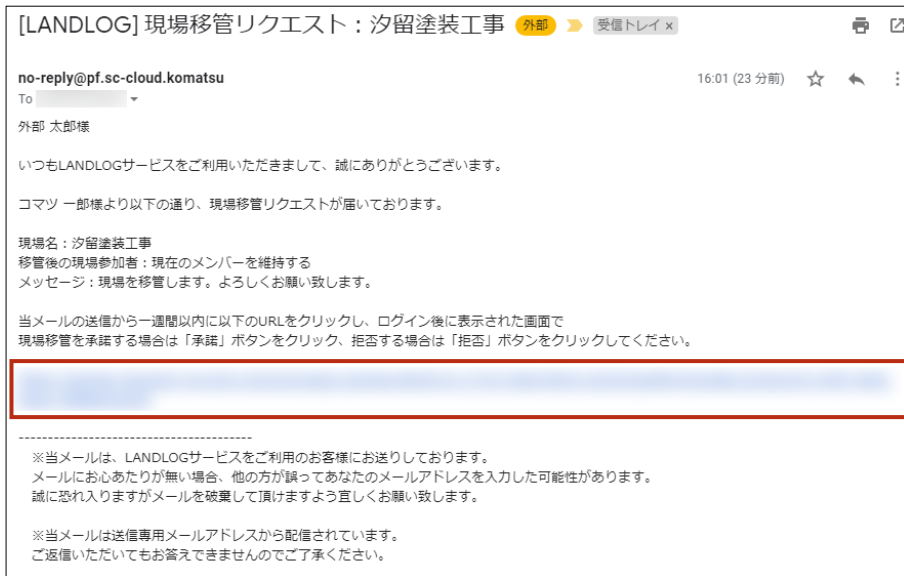 [LANDLOG] 現場移管リクエスト：汐留塗装工事 外部 受信トレイ ×
no-reply@pf.sc-cloud.komatsu 16:01 (23 分前)
To
外部 太郎様
いつもLANDLOGサービスをご利用いただきまして、誠にありがとうございます。
コマツ 一郎様より以下の通り、現場移管リクエストが届いております。
現場名：汐留塗装工事
移管後の現場参加者：現在のメンバーを維持する
メッセージ：現場を移管します。よろしくお願い致します。
当メールの送信から一週間以内に以下のURLをクリックし、ログイン後に表示された画面で
現場移管を承諾する場合は「承諾」ボタンをクリック、拒否する場合は「拒否」ボタンをクリックしてください。
----------------------------------------
※当メールは、LANDLOGサービスをご利用のお客様にお送りしております。
メールにお心あたりが無い場合、他の方が誤ってあなたのメールアドレスを入力した可能性があります。
誠に恐れ入りますがメールを破棄して頂けますよう宜しくお願い致します。
※当メールは送信専用メールアドレスから配信されています。
ご返信いただいてもお答えできませんのでご了承ください。